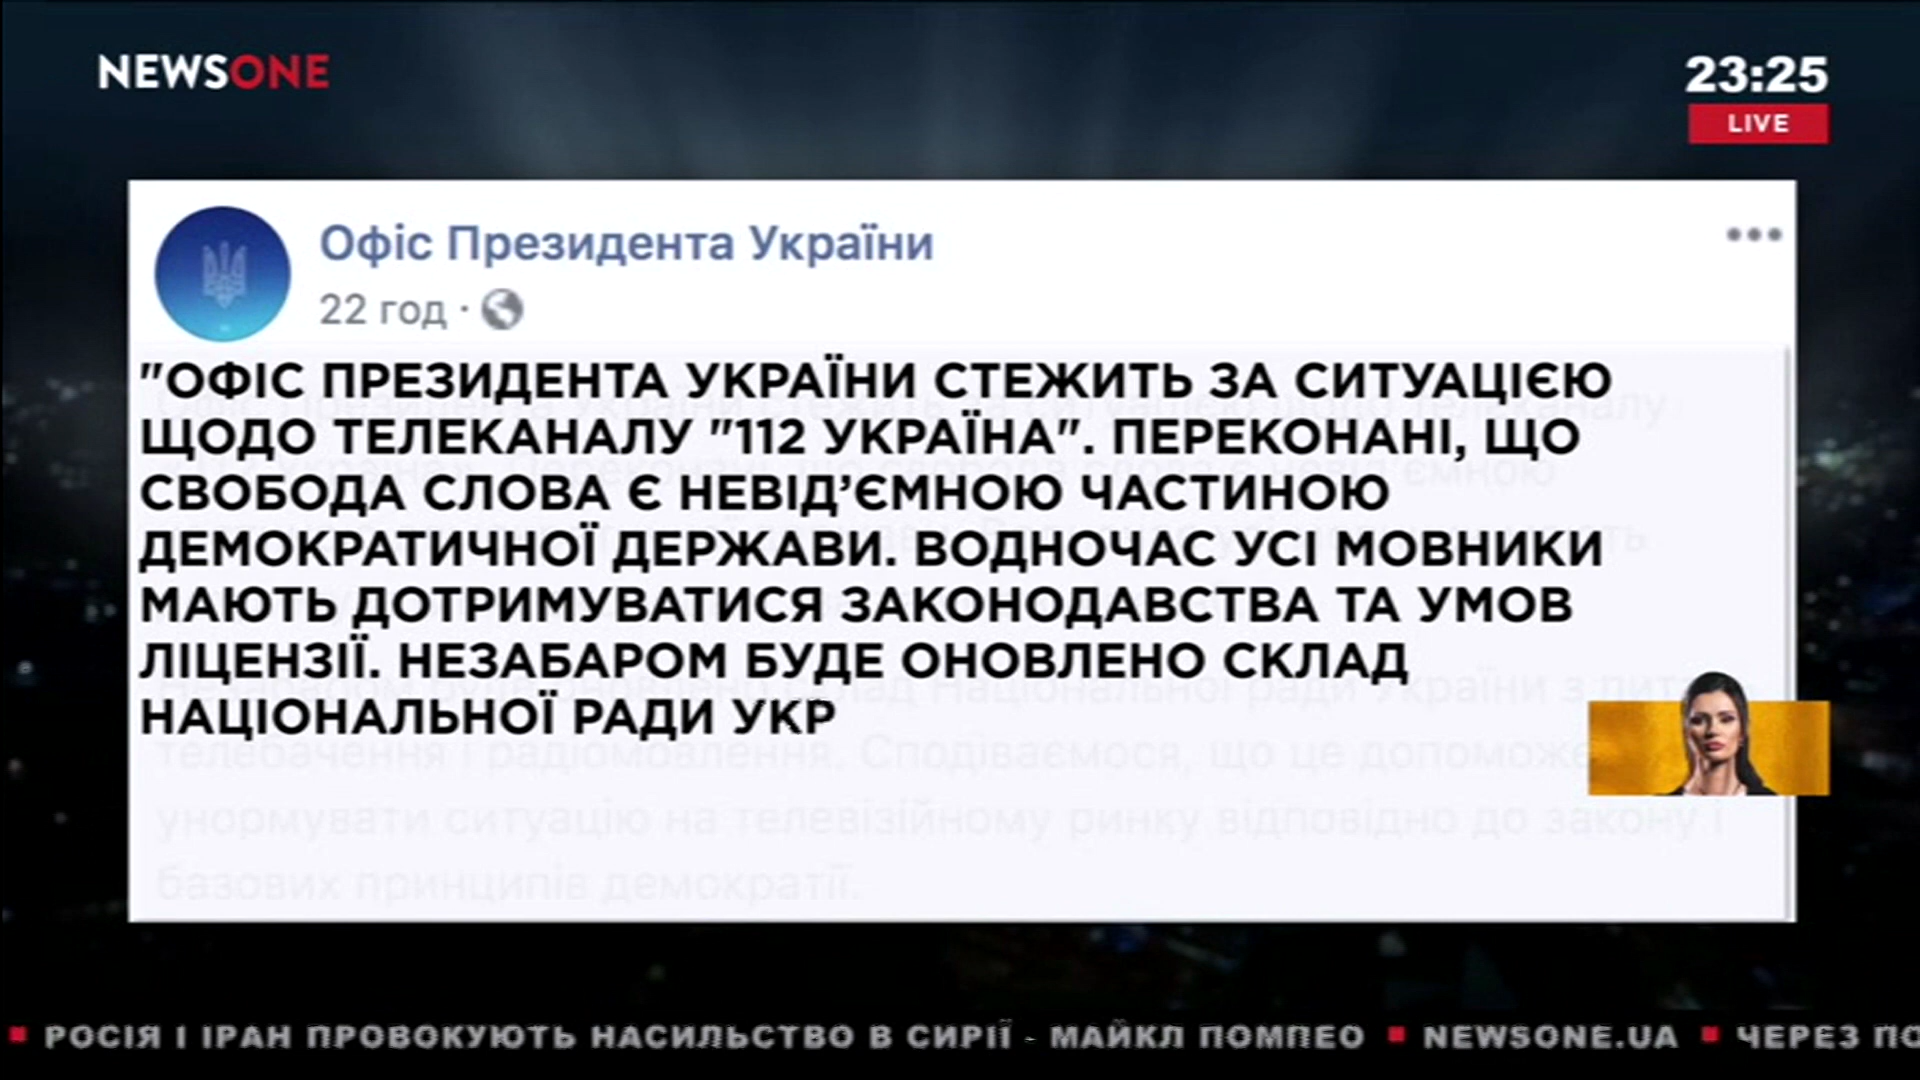 NEWSONE
23:25
LIVE
Офіс Президента України
22 год ·
"ОФІС ПРЕЗИДЕНТА УКРАЇНИ СТЕЖИТЬ ЗА СИТУАЦІЄЮ
ЩОДО ТЕЛЕКАНАЛУ "112 УКРАЇНА". ПЕРЕКОНАНІ, ЩО
СВОБОДА СЛОВА Є НЕВІД’ЄМНОЮ ЧАСТИНОЮ
ДЕМОКРАТИЧНОЇ ДЕРЖАВИ. ВОДНОЧАС УСІ МОВНИКИ
МАЮТЬ ДОТРИМУВАТИСЯ ЗАКОНОДАВСТВА ТА УМОВ
ЛІЦЕНЗІЇ. НЕЗАБАРОМ БУДЕ ОНОВЛЕНО СКЛАД
НАЦІОНАЛЬНОЇ РАДИ УКР
телебачення і радіомовлення. Сподіваємося, що це допоможе
унормувати ситуацію на телевізійному ринку відповідно до закону і
базових принципів демократії.
РОСІЯ І ІРАН ПРОВОКУЮТЬ НАСИЛЬСТВО В СИРІЇ - МАЙКЛ ПОМПЕО ▪ NEWSONE.UA ▪ ЧЕРЕЗ ПО